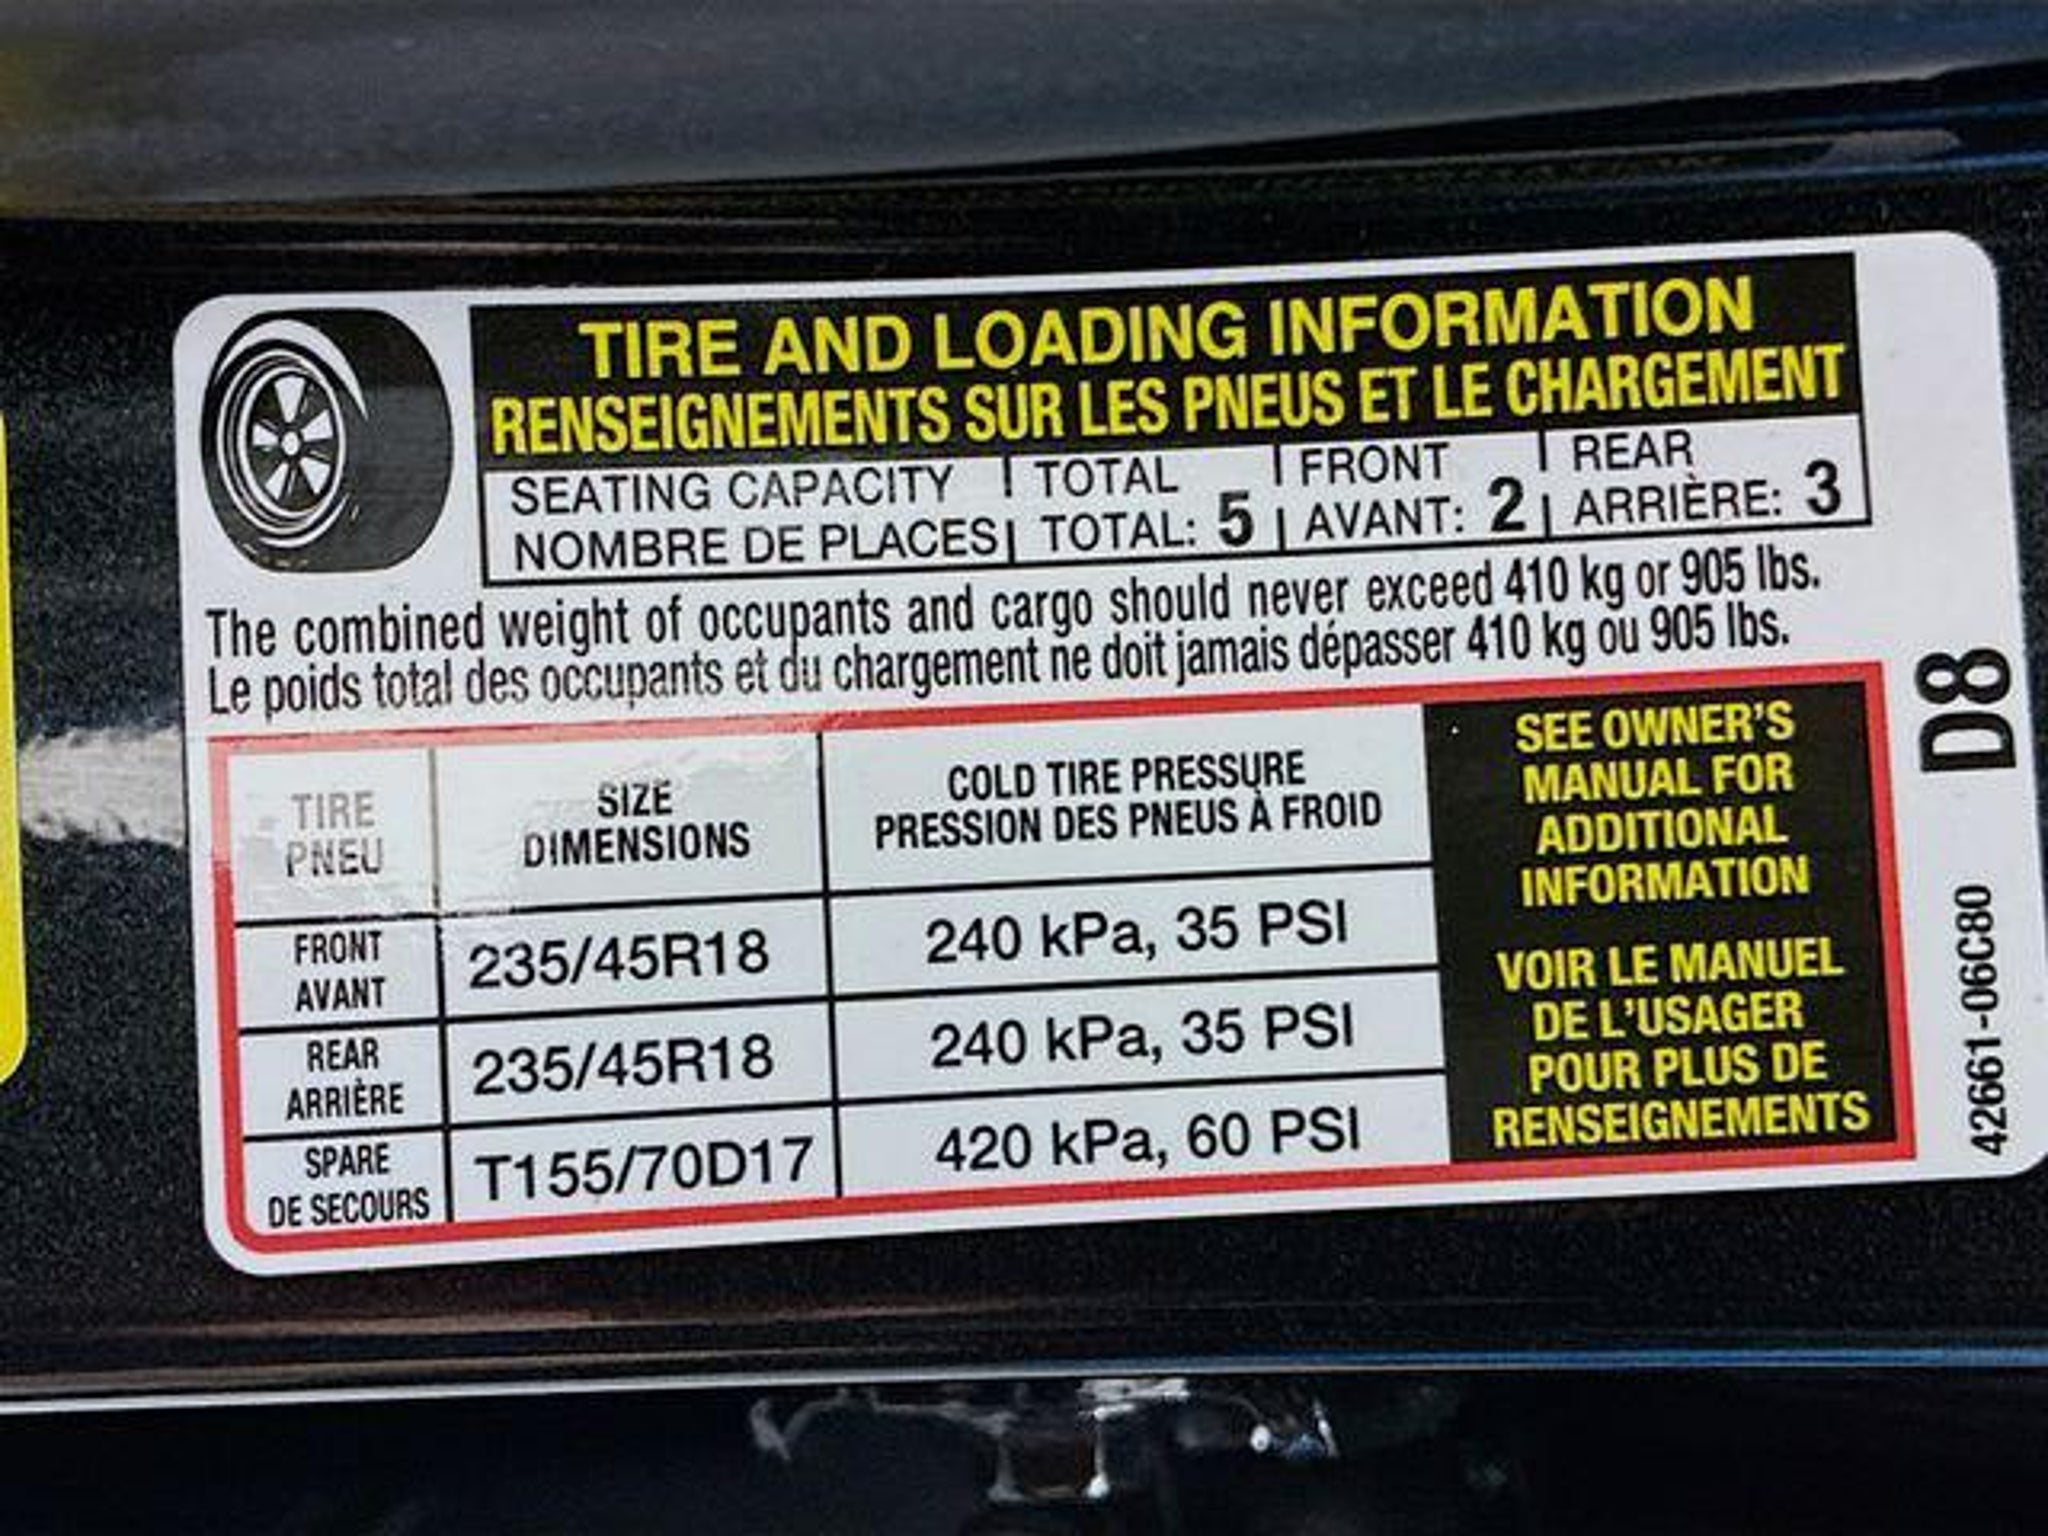 TIRE AND LOADING INFORMATION
RENSEIGNEMENTS SUR LES PNEUS ET LE CHARGEMENT
SEATING CAPACITY | TOTAL | FRONT | REAR
NOMBRE DE PLACES | TOTAL: 5 | AVANT: 2 | ARRIÈRE: 3
The combined weight of occupants and cargo should never exceed 410 kg or 905 lbs.
Le poids total des occupants et du chargement ne doit jamais dépasser 410 kg ou 905 lbs.
TIRE
PNEU
SIZE
DIMENSIONS
COLD TIRE PRESSURE
PRESSION DES PNEUS À FROID
FRONT
AVANT
235/45R18
240 kPa, 35 PSI
REAR
ARRIÈRE
235/45R18
240 kPa, 35 PSI
SPARE
DE SECOURS
T155/70D17
420 kPa, 60 PSI
SEE OWNER'S
MANUAL FOR
ADDITIONAL
INFORMATION
VOIR LE MANUEL
DE L'USAGER
POUR PLUS DE
RENSEIGNEMENTS
D8
42661-06C80